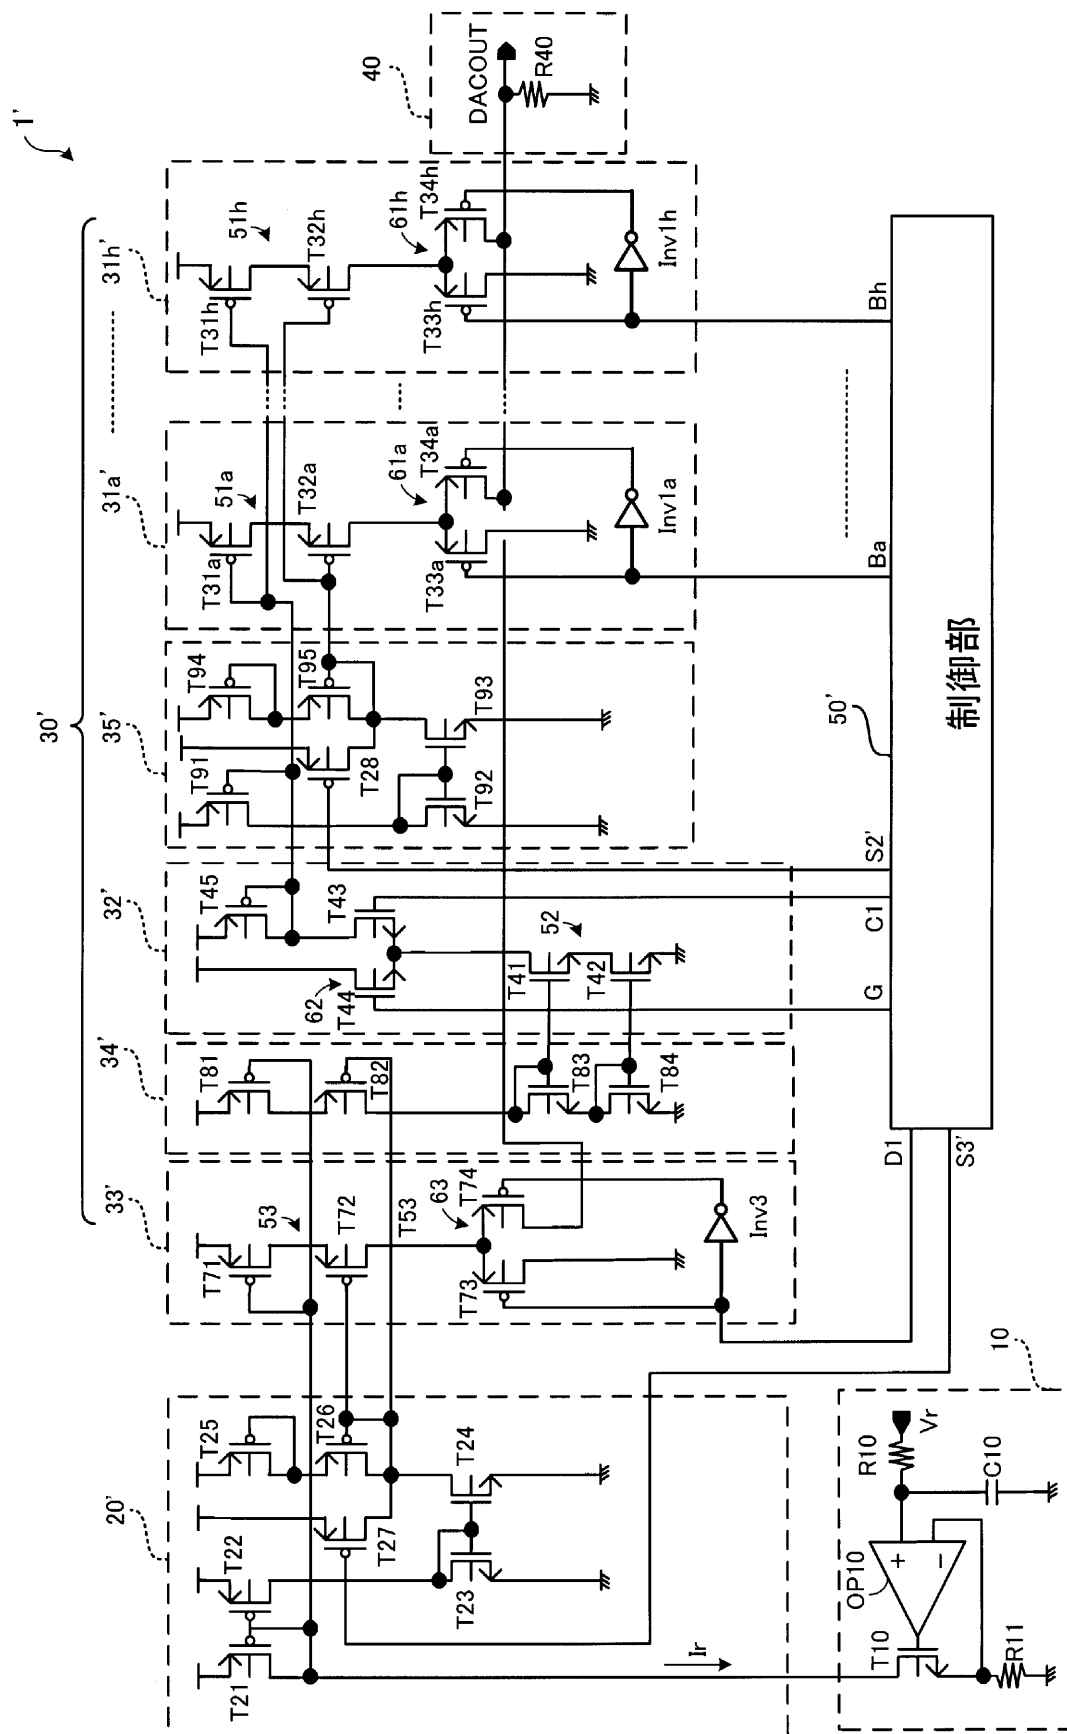 1'
30'
20'
33'
34'
32'
35'
31a'
31h'
40
T21
T22
T25
T26
T27
T23
T24
Ir
T71
53
T72
T53
63
T73
T74
Inv3
T81
T82
T83
T84
T45
62
T44
T43
52
T41
T42
T91
T94
T95
T28
T92
T93
T31a
51a
T32a
61a
T33a
T34a
Inv1a
T31h
51h
T32h
61h
T33h
T34h
Inv1h
DACOUT
R40
10
R10
Vr
C10
OP10
+
−
T10
R11
D1
S3'
G
C1
S2'
Ba
Bh
50'
制御部